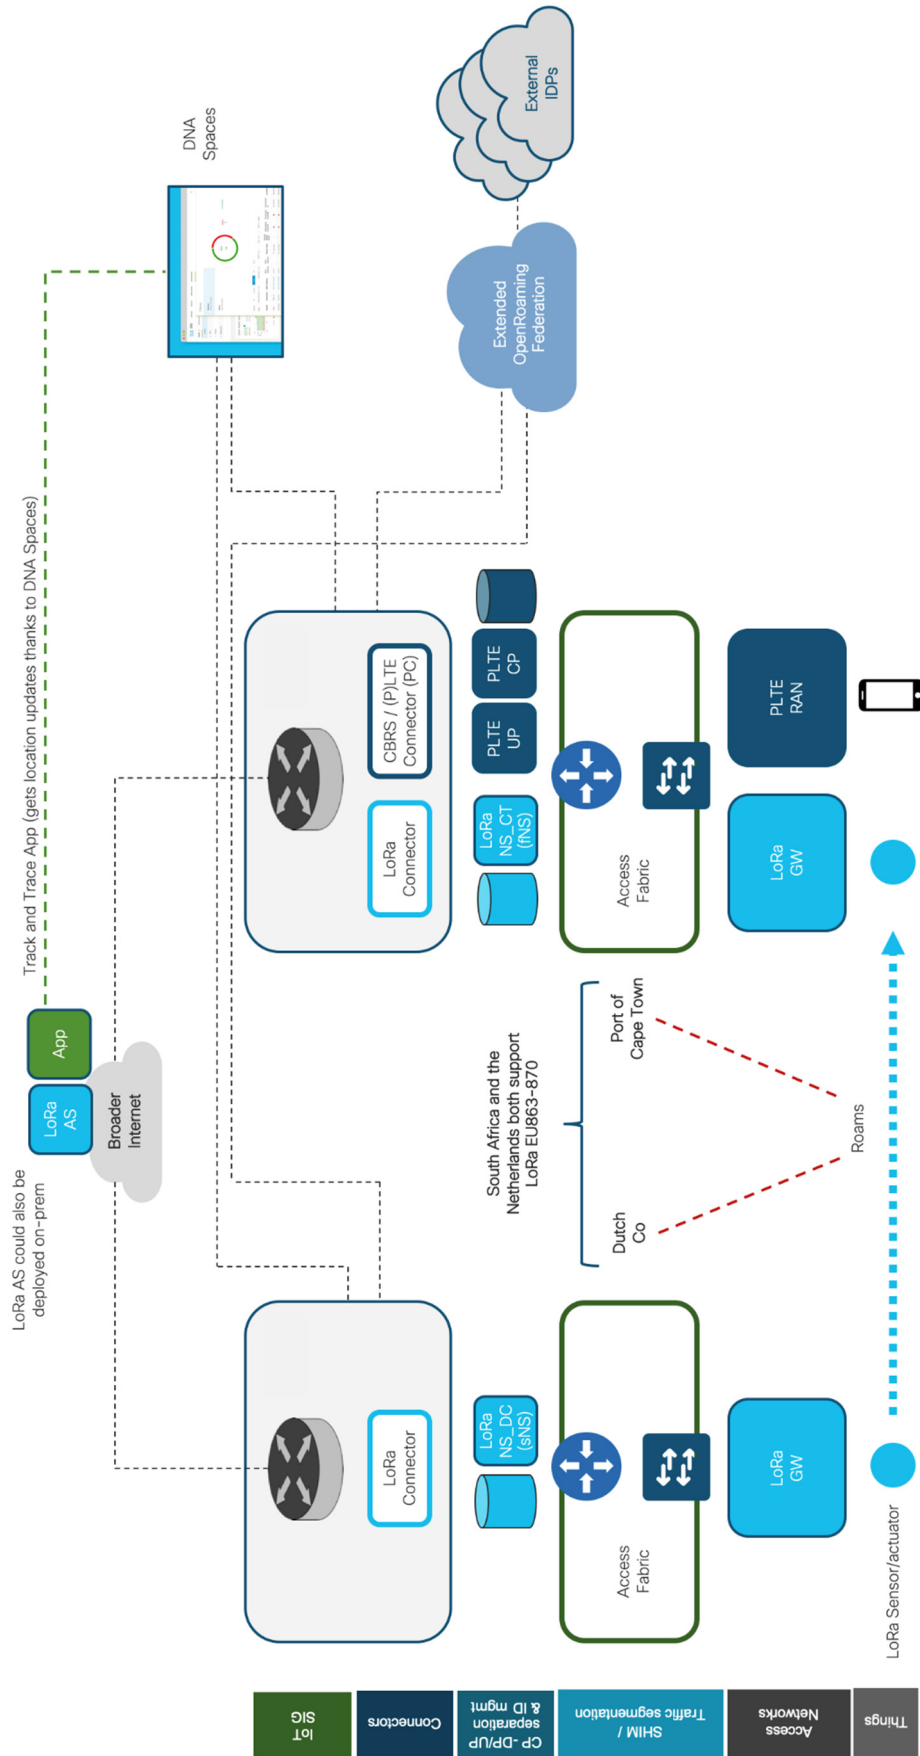 LoRa AS could also be
deployed on-prem
LoRa
AS
App
Track and Trace App (gets location updates thanks to DNA Spaces)
Broader
Internet
DNA
Spaces
IoT
SIG
Connectors
CP-DP/UP
separation
& ID mgmt
SHIM /
Traffic segmentation
Access
Networks
Things
LoRa
Connector
LoRa
NS_DC
(sNS)
Access
Fabric
LoRa
GW
LoRa Sensor/actuator
South Africa and the
Netherlands both support
LoRa EU863-870
Dutch
Co
Port of
Cape Town
Roams
LoRa
Connector
CBRS / (P)LTE
Connector (PC)
LoRa
NS_CT
(fNS)
PLTE
UP
PLTE
CP
Access
Fabric
LoRa
GW
PLTE
RAN
Extended
OpenRoaming
Federation
External
IDPs